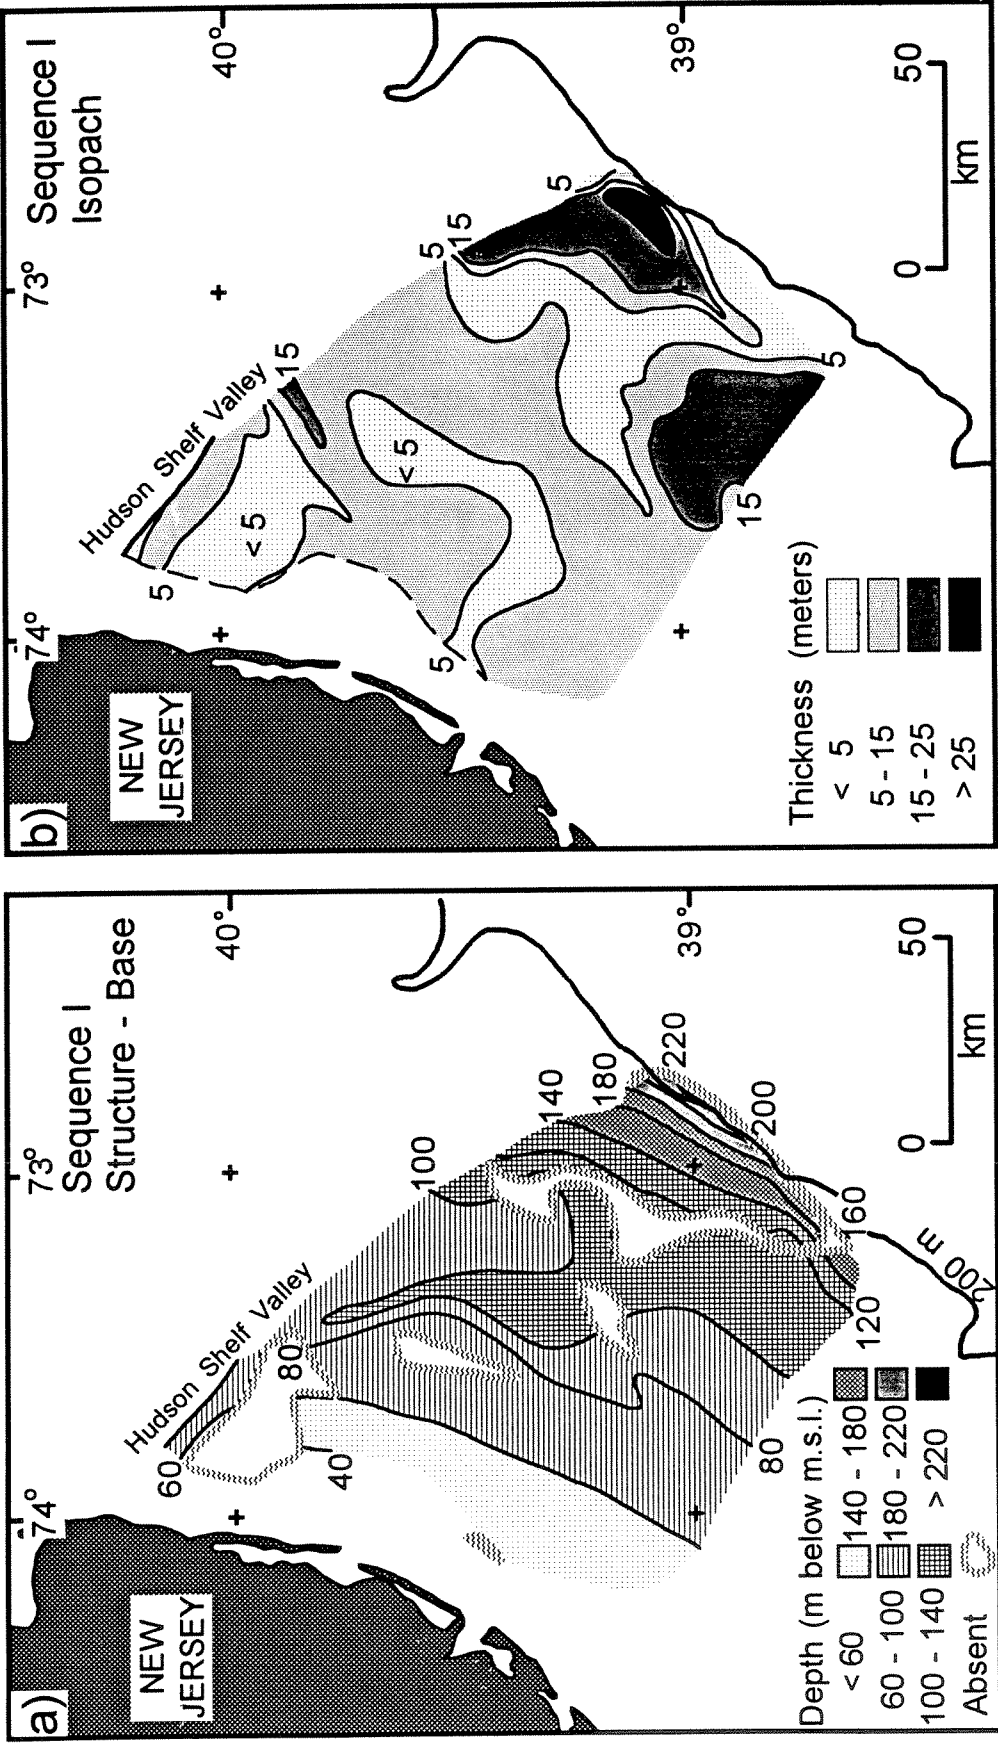 a)
Sequence I
Structure - Base
74°
73°
40°
39°
NEW
JERSEY
Hudson Shelf Valley
60
80
40
100
140
180
220
200
160
120
80
200 m
0
50
km
Depth (m below m.s.l.)
< 60
60 - 100
100 - 140
140 - 180
180 - 220
> 220
Absent
b)
Sequence I
Isopach
74°
73°
40°
39°
NEW
JERSEY
Hudson Shelf Valley
5
15
< 5
< 5
5
5
15
5
5
15
0
50
km
Thickness (meters)
< 5
5 - 15
15 - 25
> 25